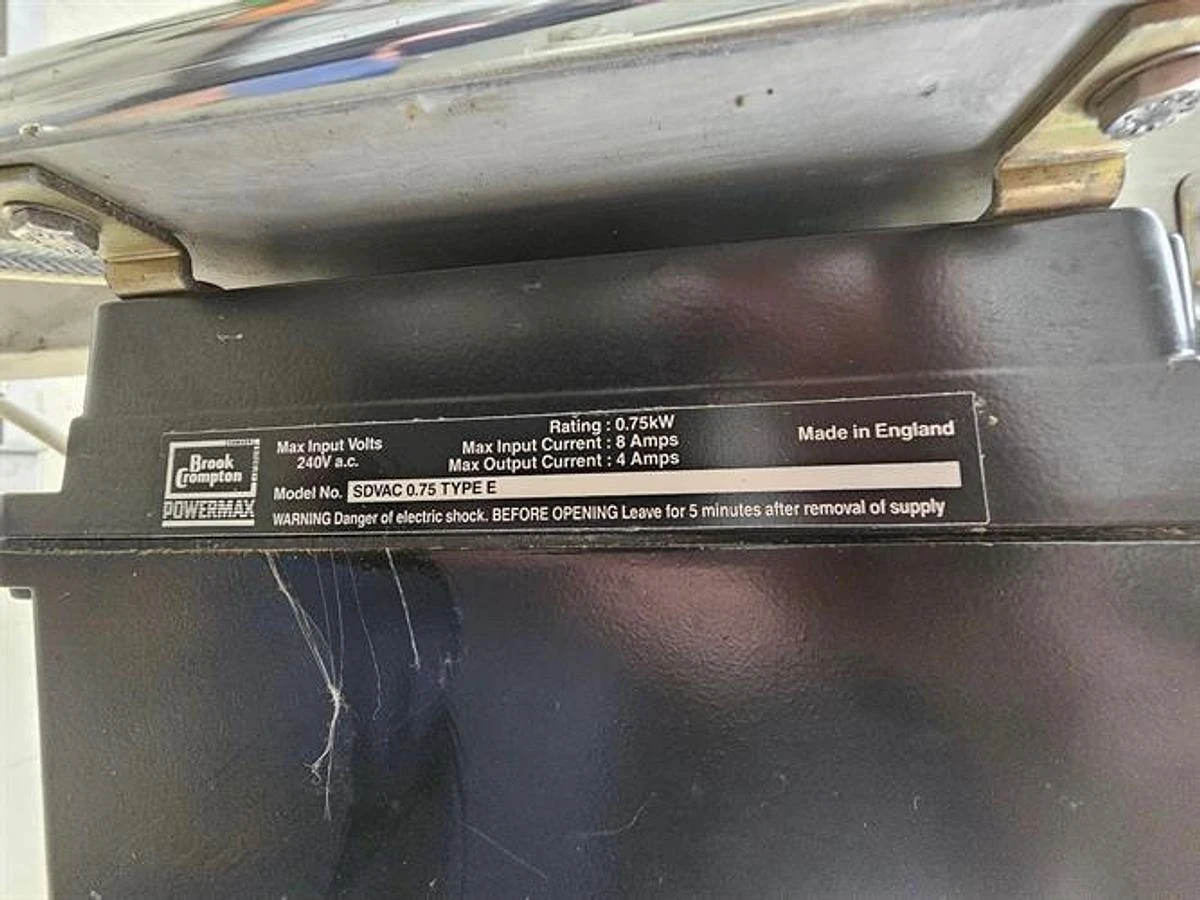 Brook
Crompton
POWERMAX
Max Input Volts
240V a.c.
Rating : 0.75kW
Max Input Current : 8 Amps
Max Output Current : 4 Amps
Made in England
Model No. SDVAC 0.75 TYPE E
WARNING Danger of electric shock. BEFORE OPENING Leave for 5 minutes after removal of supply